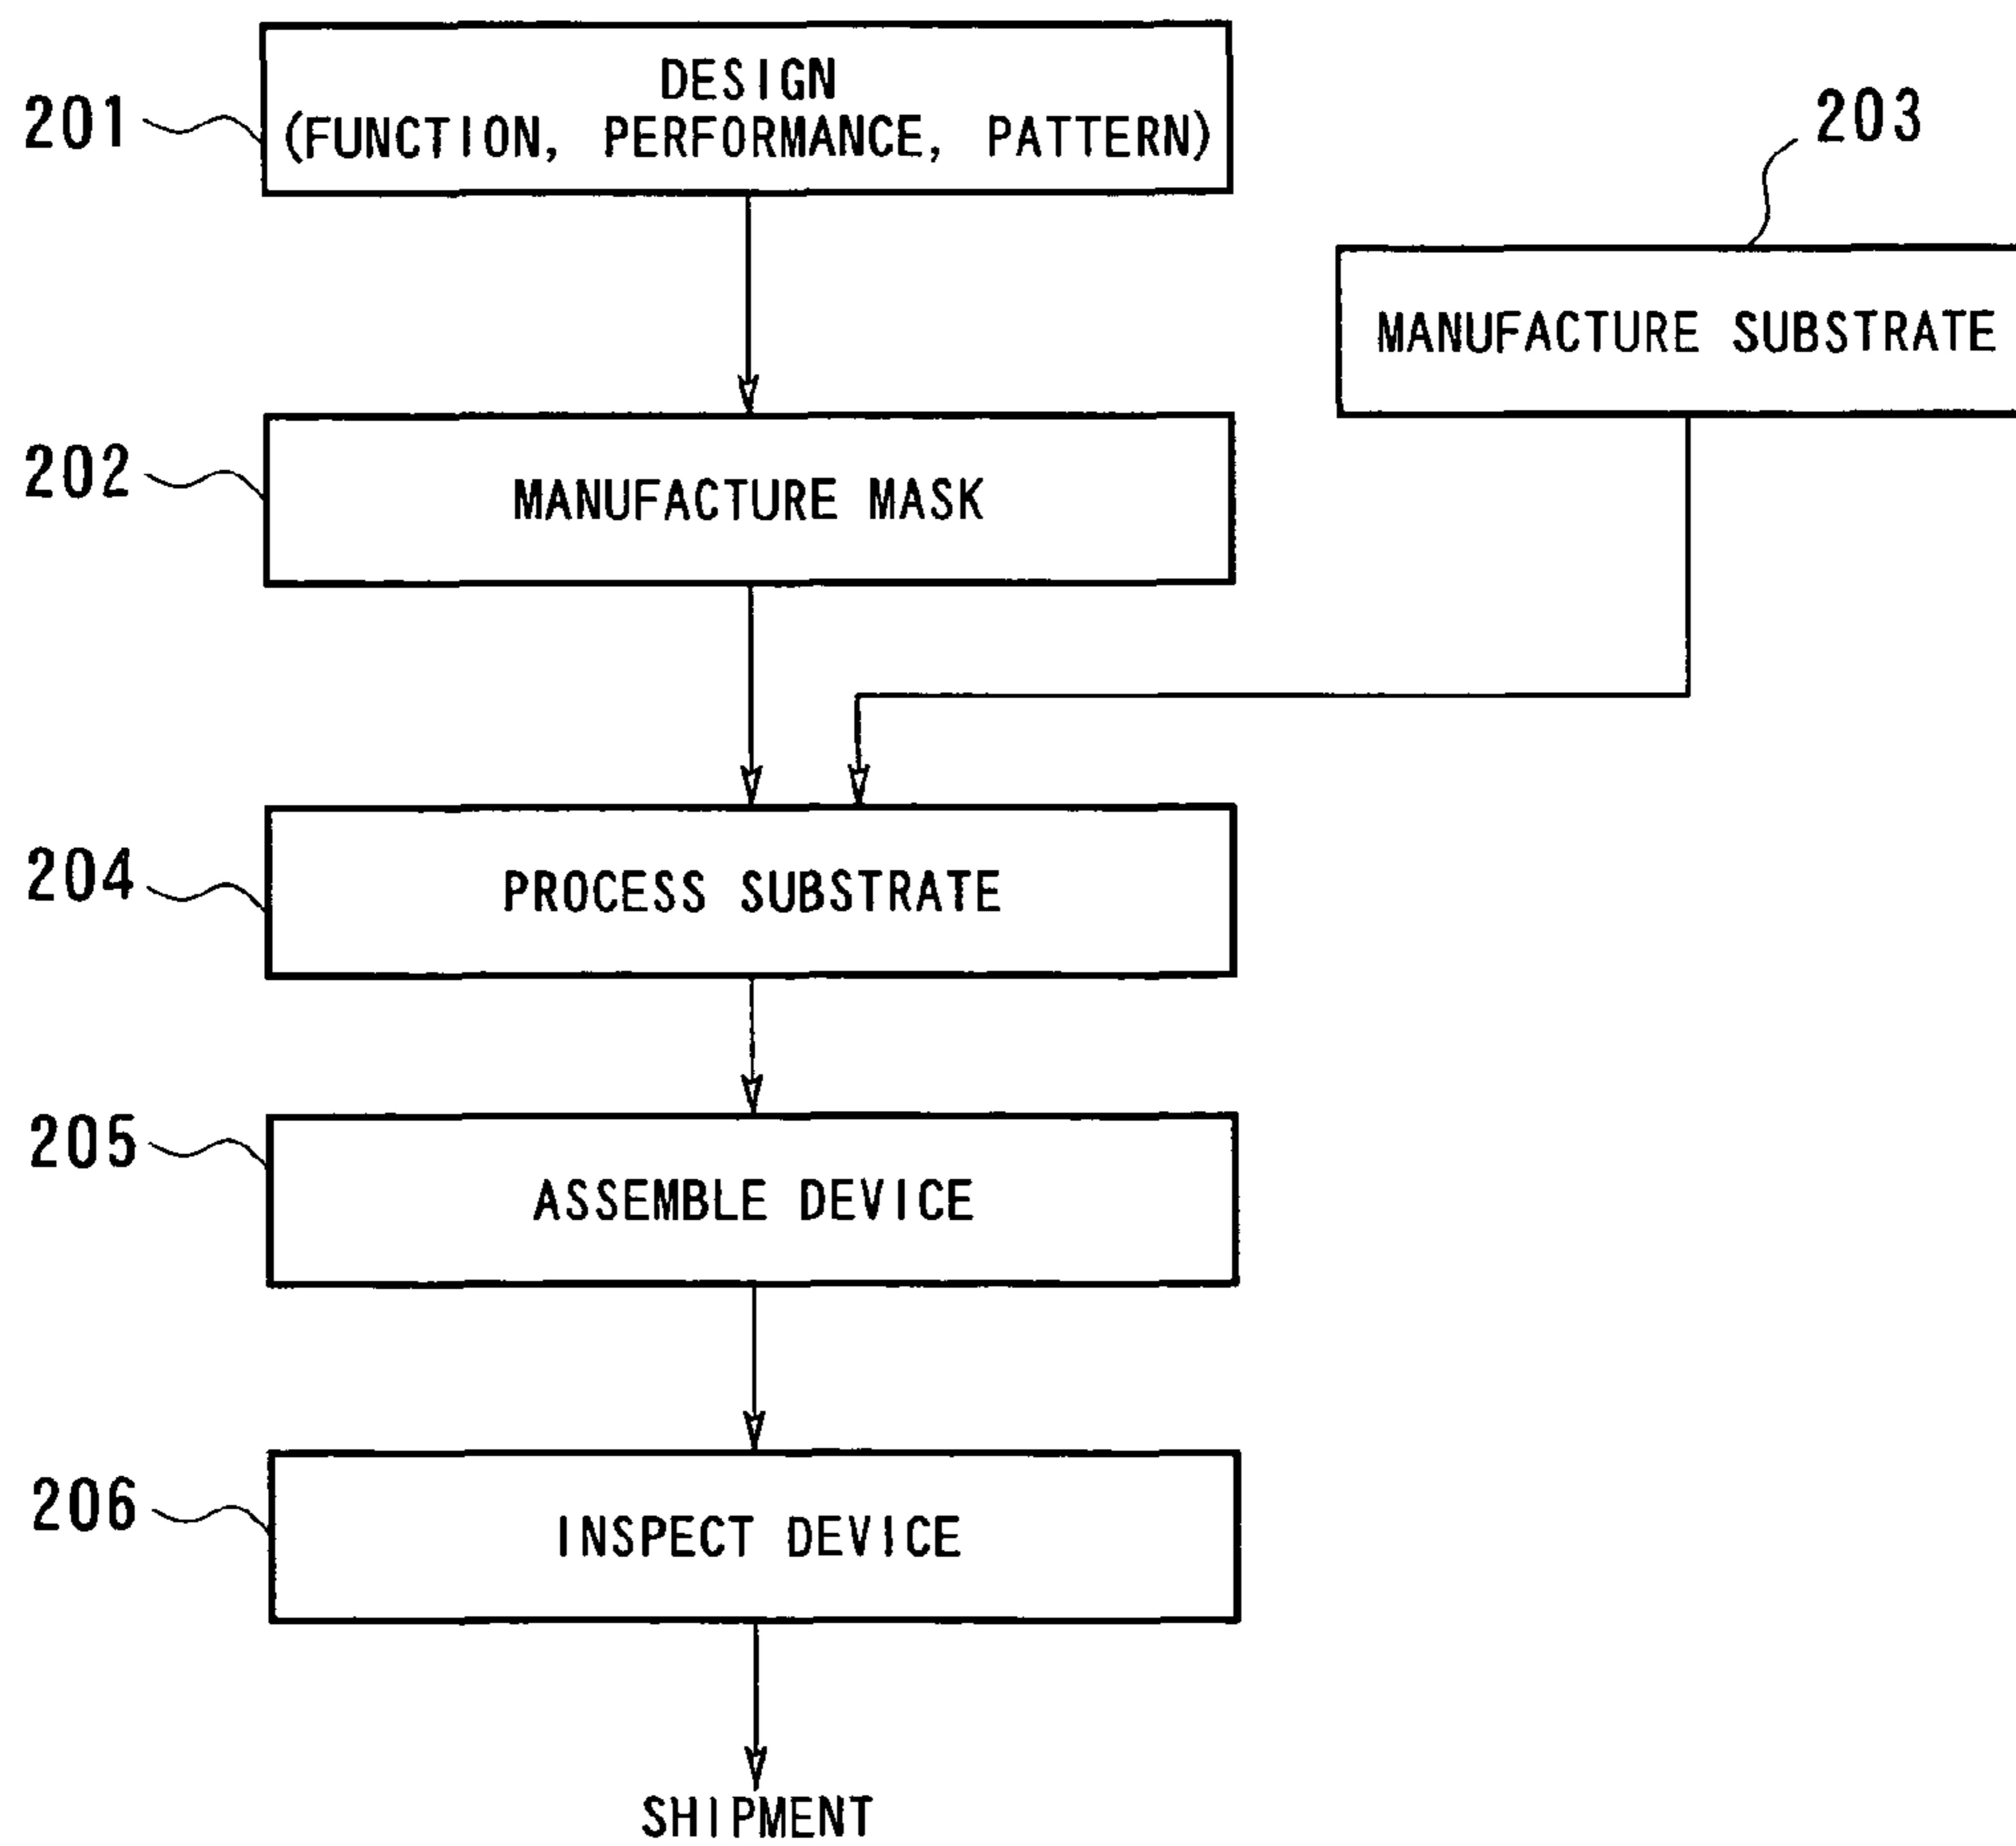 201
DESIGN
(FUNCTION, PERFORMANCE, PATTERN)
203
MANUFACTURE SUBSTRATE
202
MANUFACTURE MASK
204
PROCESS SUBSTRATE
205
ASSEMBLE DEVICE
206
INSPECT DEVICE
SHIPMENT